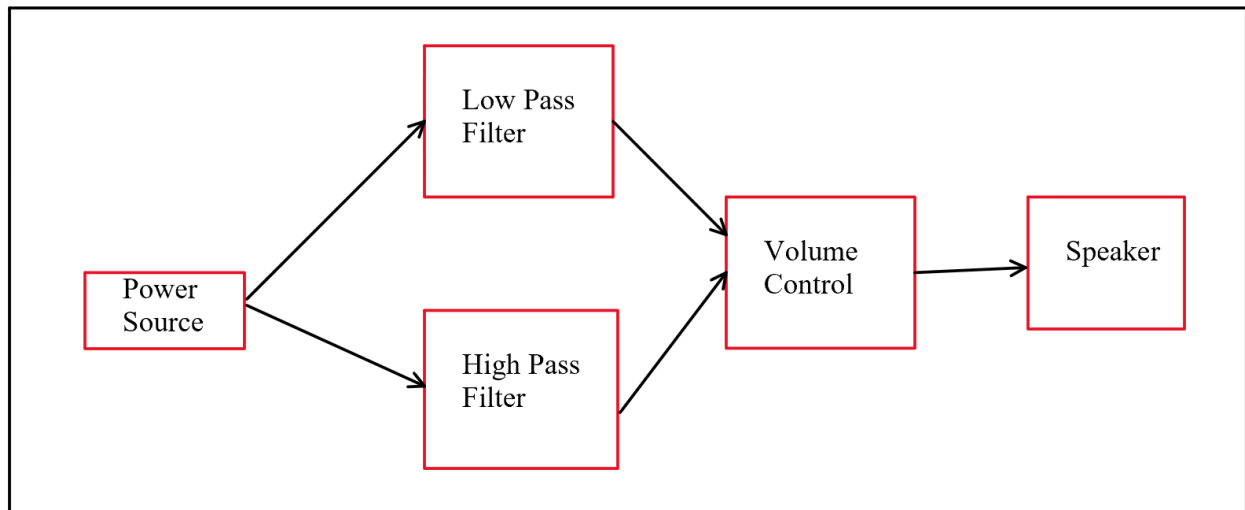 Power
Source
Low Pass
Filter
High Pass
Filter
Volume
Control
Speaker